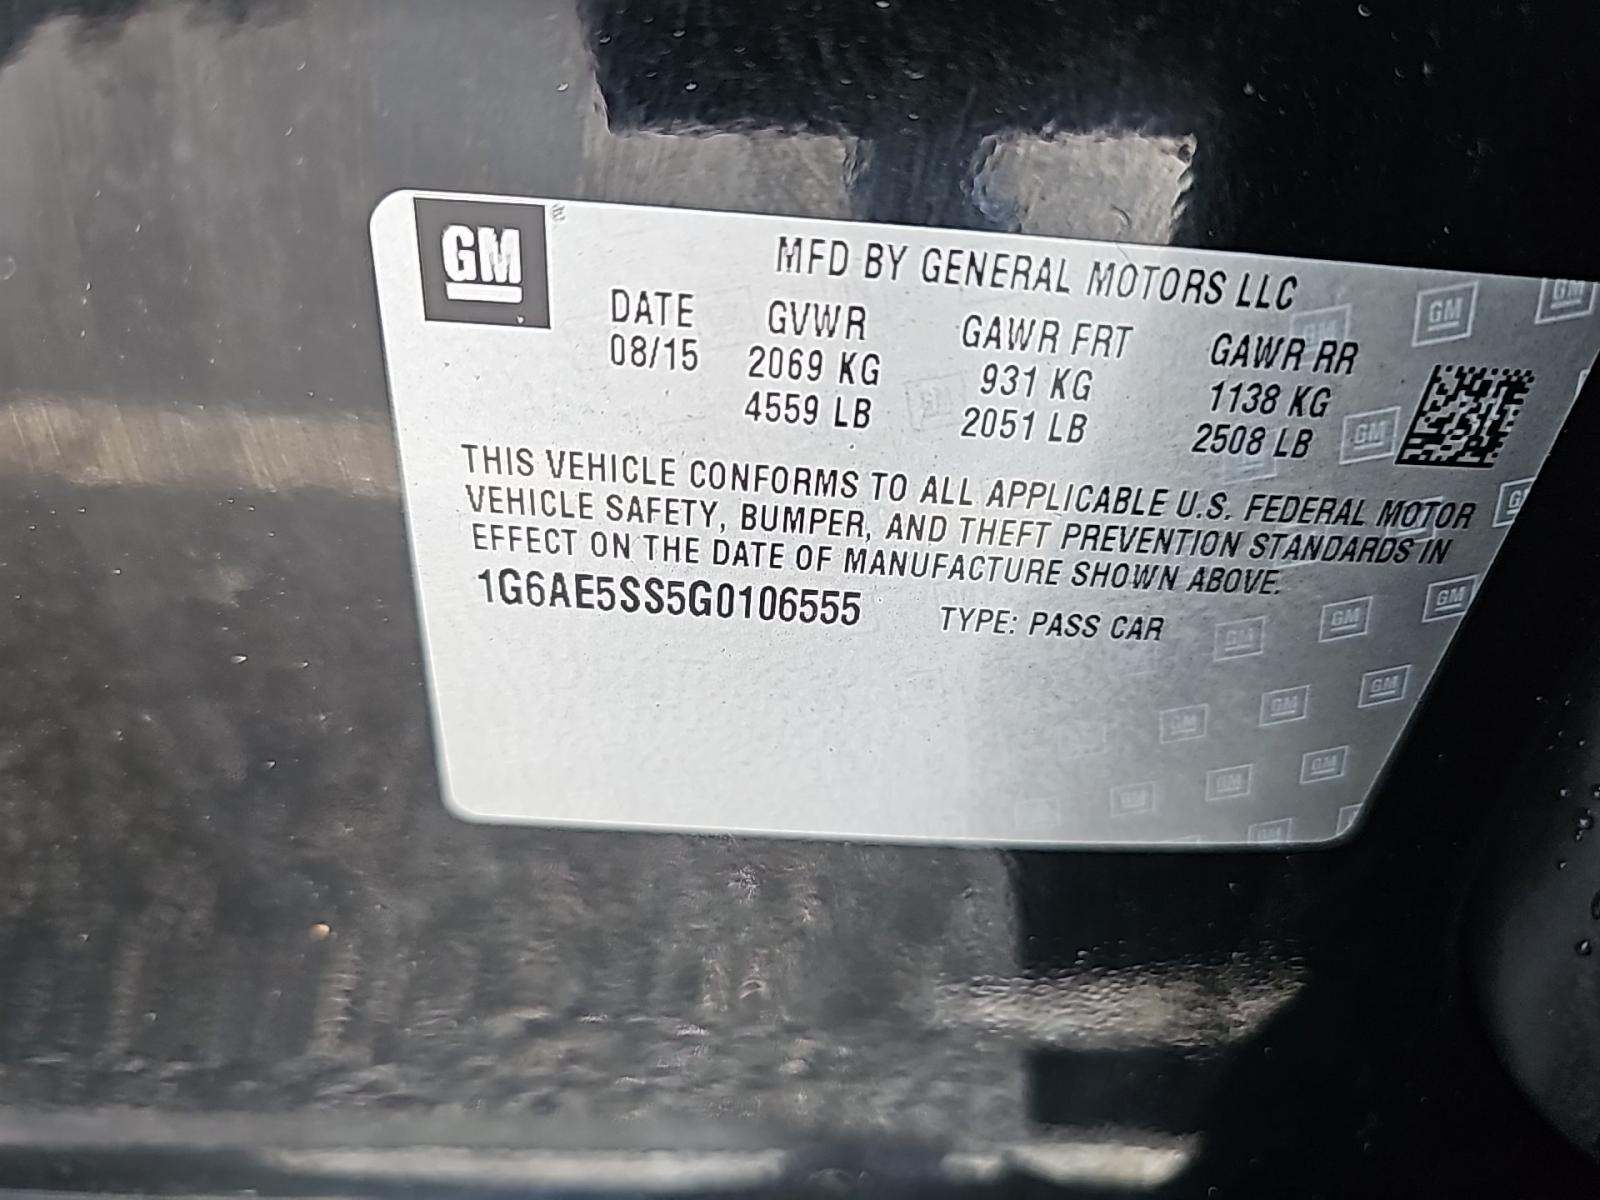 GM
MFD BY GENERAL MOTORS LLC
DATE GVWR GAWR FRT GAWR RR
08/15 2069 KG 931 KG 1138 KG
4559 LB 2051 LB 2508 LB
THIS VEHICLE CONFORMS TO ALL APPLICABLE U.S. FEDERAL MOTOR
VEHICLE SAFETY, BUMPER, AND THEFT PREVENTION STANDARDS IN
EFFECT ON THE DATE OF MANUFACTURE SHOWN ABOVE.
1G6AE5SS5G0106555 TYPE: PASS CAR